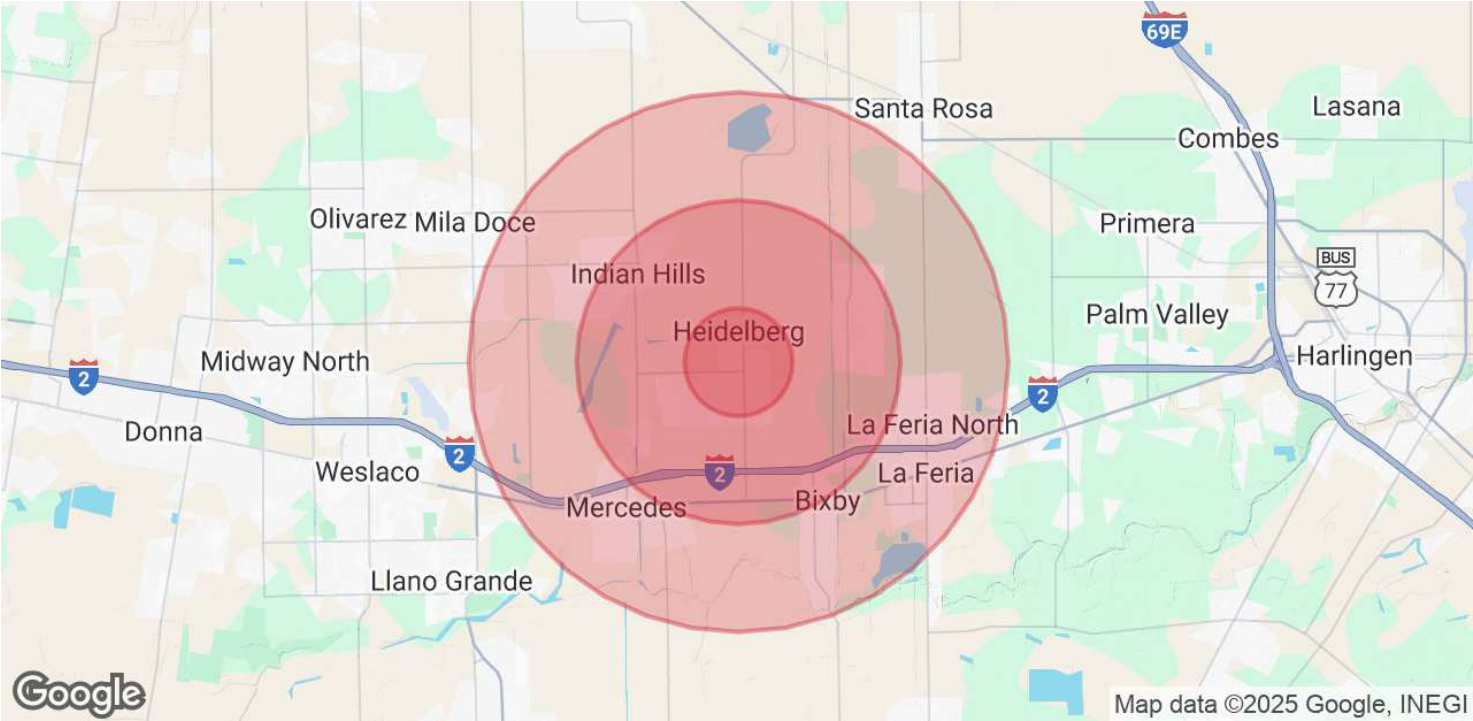 69E
Santa Rosa
Lasana
Combes
Olivarez
Mila Doce
Primera
Indian Hills
BUS
77
Palm Valley
Heidelberg
Midway North
Harlingen
2
2
Donna
La Feria North
2
Weslaco
2
La Feria
Mercedes
Bixby
Llano Grande
Google
Map data ©2025 Google, INEGI